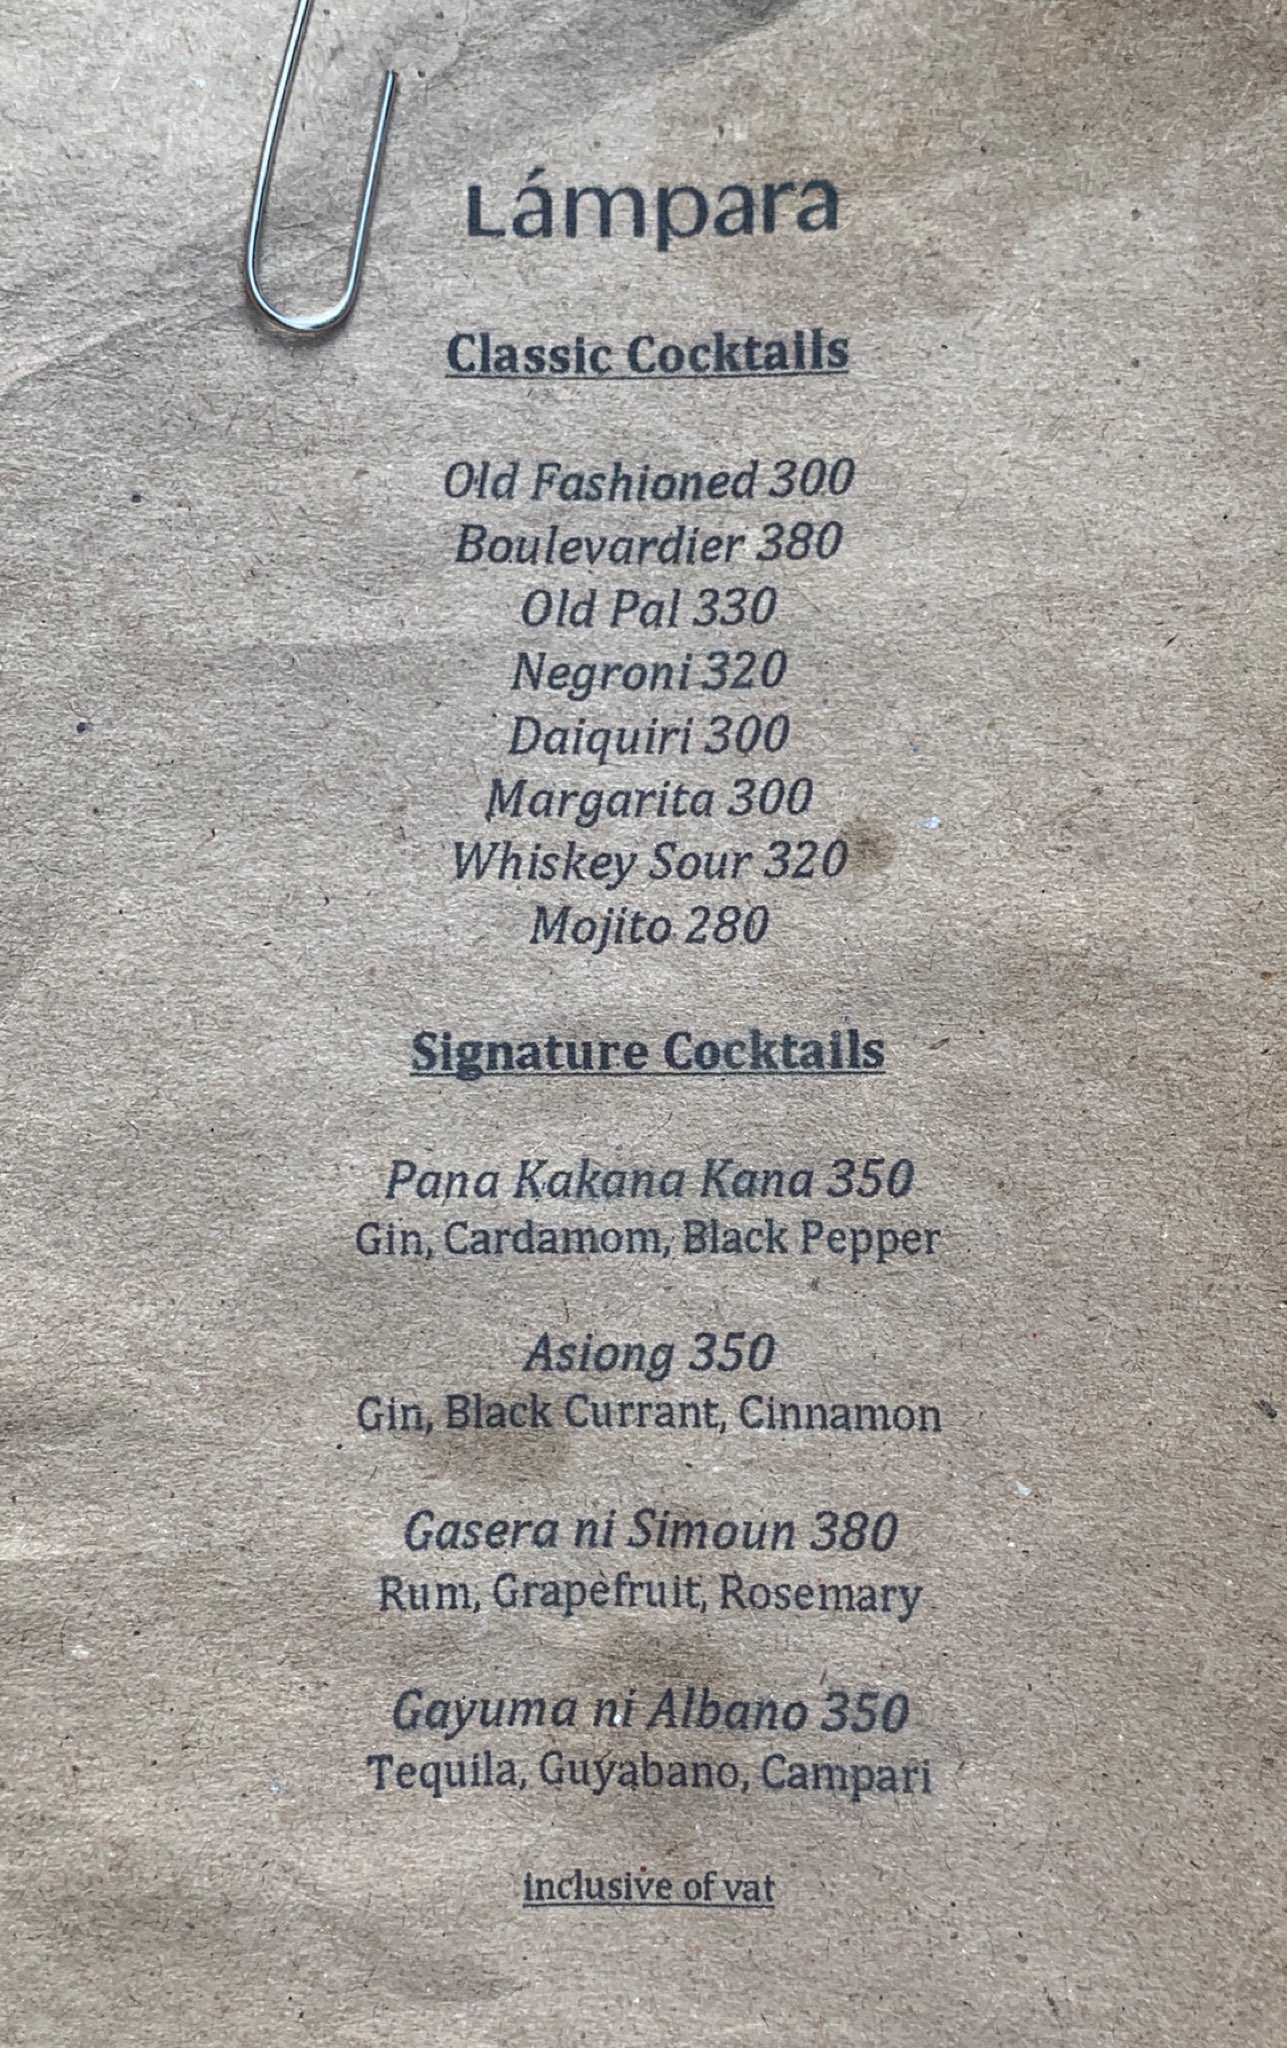 Lámpara
Classic Cocktails
Old Fashioned 300
Boulevardier 380
Old Pal 330
Negroni 320
Daiquiri 300
Margarita 300
Whiskey Sour 320
Mojito 280
Signature Cocktails
Pana Kakana Kana 350
Gin, Cardamom, Black Pepper
Asiong 350
Gin, Black Currant, Cinnamon
Gasera ni Simoun 380
Rum, Grapefruit, Rosemary
Gayuma ni Albano 350
Tequila, Guyabano, Campari
inclusive of vat